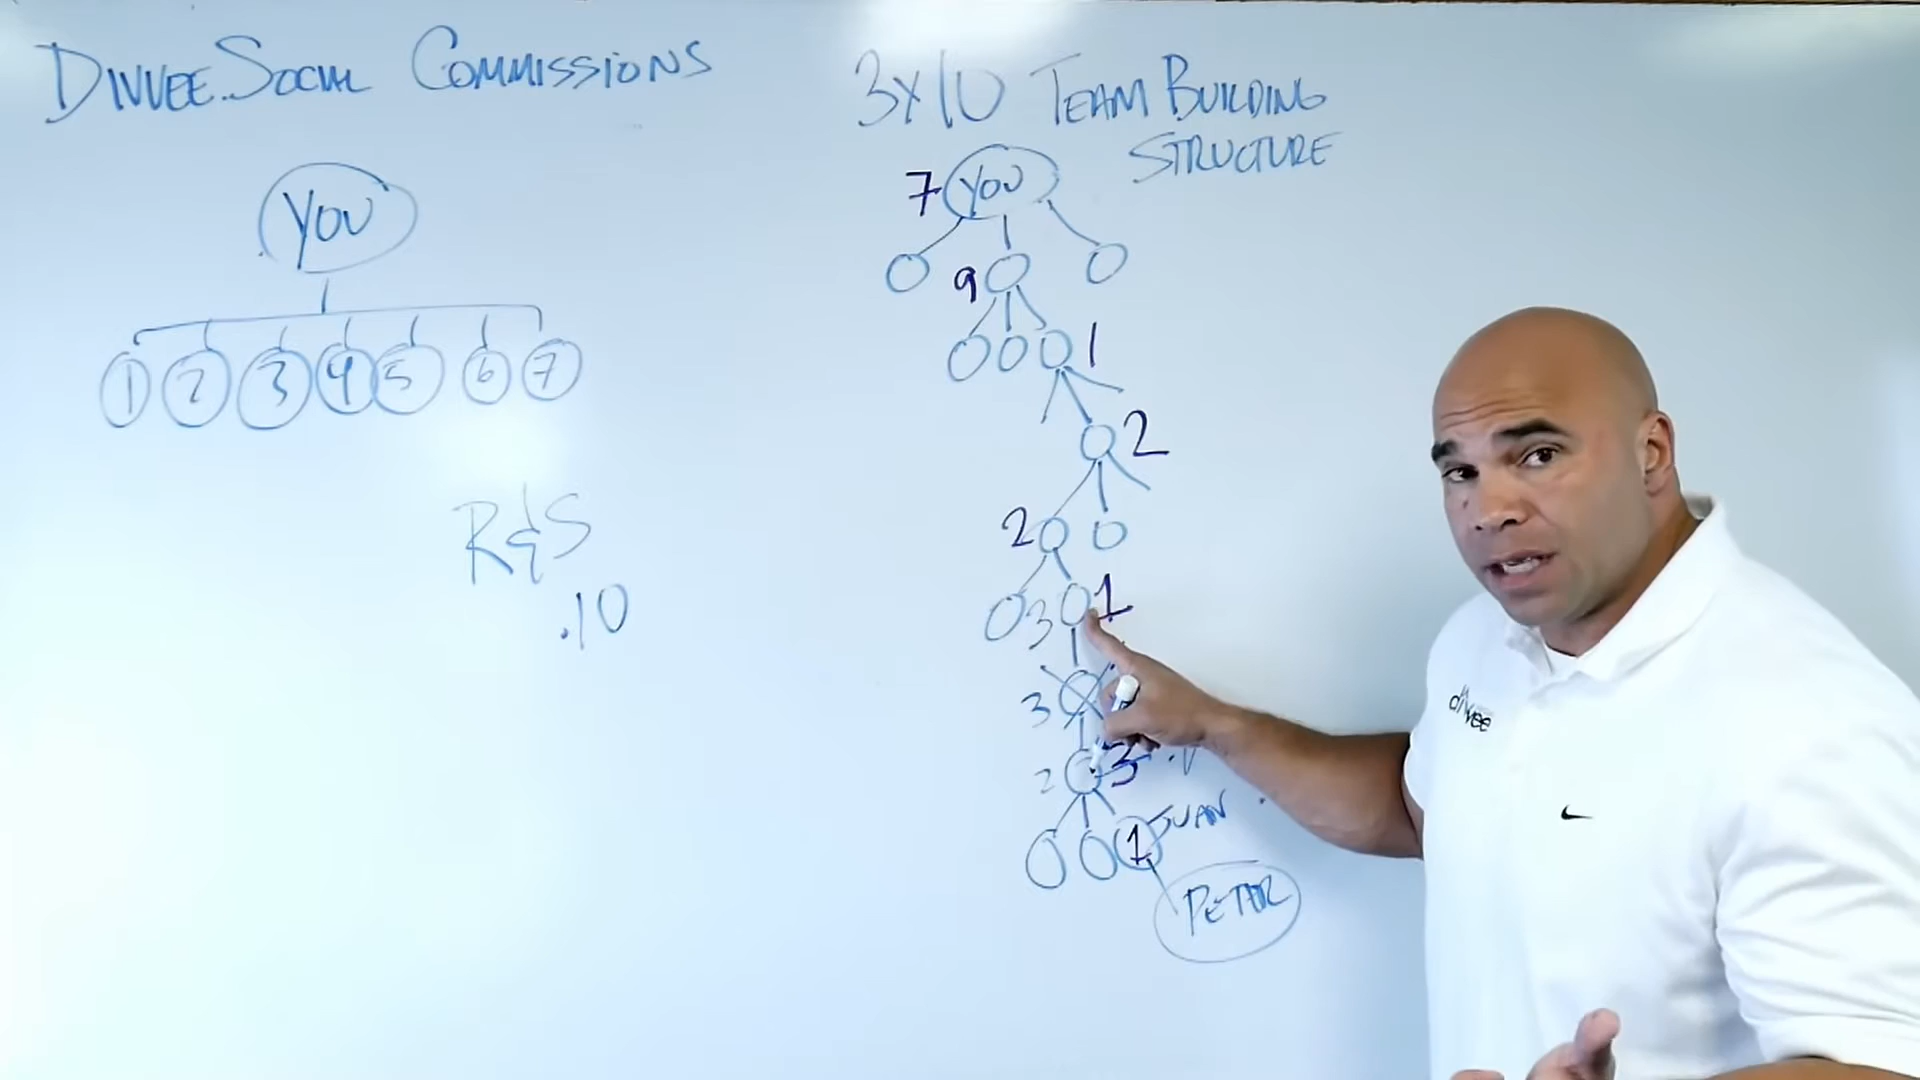 DIVVEE.SOCIAL COMMISSIONS
YOU
1 2 3 4 5 6 7
R&S
.10
3x10 TEAM BUILDING
STRUCTURE
7 YOU
9
1
2
2
3 1
3
2 3
1 JUAN
PETER
divvee